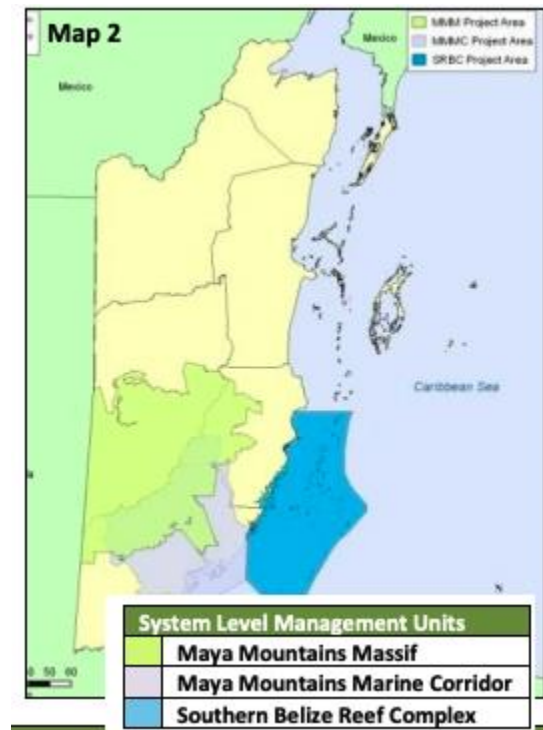 Map 2
MMM Project Area
MMMC Project Area
SRBC Project Area
Mexico
Mexico
Caribbean Sea
N
0 50 60
System Level Management Units
Maya Mountains Massif
Maya Mountains Marine Corridor
Southern Belize Reef Complex